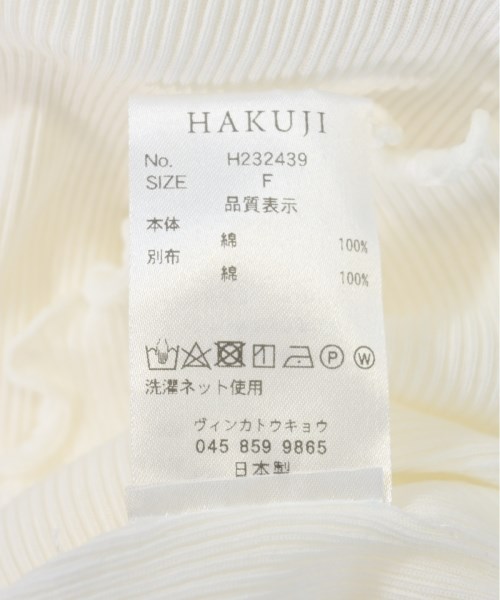 HAKUJI
No. H232439
SIZE F
品質表示
本体
綿 100%
別布
綿 100%
P W
洗濯ネット使用
ヴィンカトウキョウ
045 859 9865
日本製